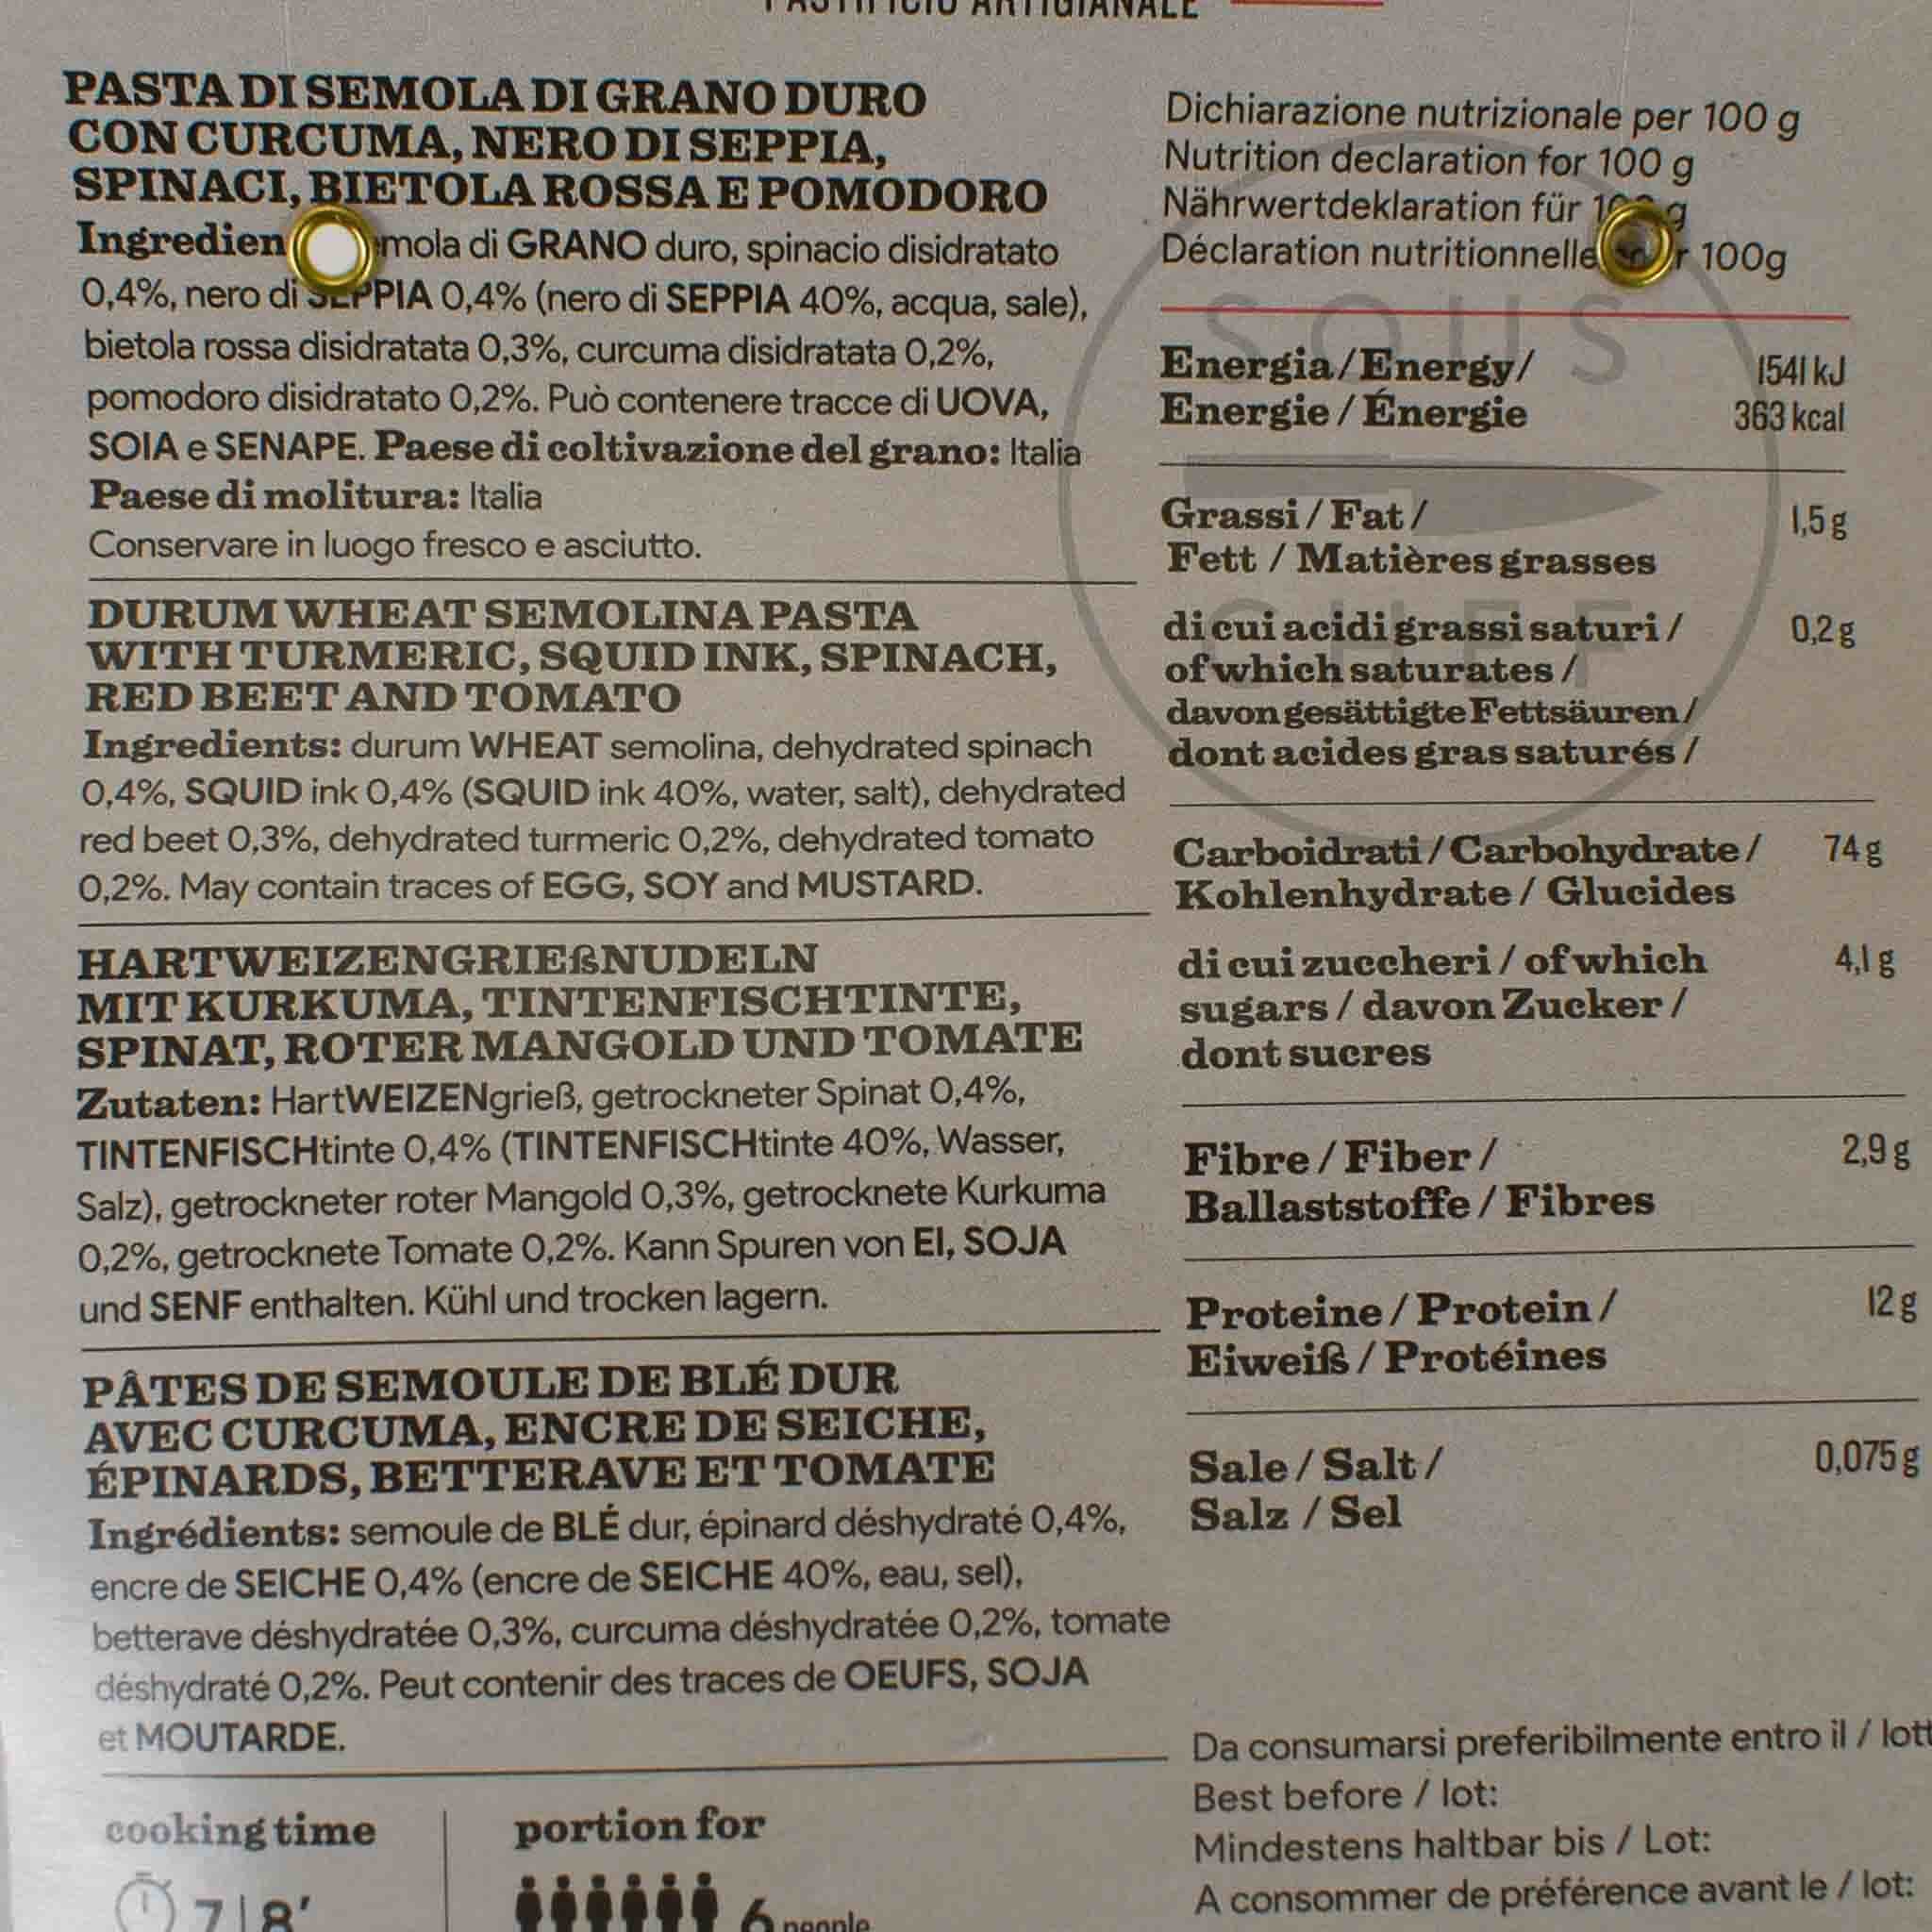 PASTIFICIO ARTIGIANALE
PASTA DI SEMOLA DI GRANO DURO
CON CURCUMA, NERO DI SEPPIA,
SPINACI, BIETOLA ROSSA E POMODORO
mola di GRANO duro, spinacio disidratato
0,4%, nero di SEPPIA 0,4% (nero di SEPPIA 40%, acqua, sale),
bietola rossa disidratata 0,3%, curcuma disidratata 0,2%,
pomodoro disidratato 0,2%. Può contenere tracce di UOVA,
SOIA e SENAPE. Paese di coltivazione del grano: Italia
Paese di molitura: Italia
Conservare in luogo fresco e asciutto.
DURUM WHEAT SEMOLINA PASTA
WITH TURMERIC, SQUID INK, SPINACH,
RED BEET AND TOMATO
Ingredients: durum WHEAT semolina, dehydrated spinach
0,4%, SQUID ink 0,4% (SQUID ink 40%, water, salt), dehydrated
red beet 0,3%, dehydrated turmeric 0,2%, dehydrated tomato
0,2%. May contain traces of EGG, SOY and MUSTARD.
HARTWEIZENGRIEßNUDELN
MIT KURKUMA, TINTENFISCHTINTE,
SPINAT, ROTER MANGOLD UND TOMATE
Zutaten: HartWEIZENgrieß, getrockneter Spinat 0,4%,
TINTENFISCHtinte 0,4% (TINTENFISCHtinte 40%, Wasser,
Salz), getrockneter roter Mangold 0,3%, getrocknete Kurkuma
0,2%, getrocknete Tomate 0,2%. Kann Spuren von EI, SOJA
und SENF enthalten. Kühl und trocken lagern.
PÂTES DE SEMOULE DE BLÉ DUR
AVEC CURCUMA, ENCRE DE SEICHE,
ÉPINARDS, BETTERAVE ET TOMATE
Ingrédients: semoule de BLÉ dur, épinard déshydraté 0,4%,
encre de SEICHE 0,4% (encre de SEICHE 40%, eau, sel),
betterave déshydratée 0,3%, curcuma déshydratée 0,2%, tomate
déshydraté 0,2%. Peut contenir des traces de OEUFS, SOJA
et MOUTARDE.
cooking time
7|8'
portion for
6 people
Dichiarazione nutrizionale per 100 g
Nutrition declaration for 100 g
Nährwertdeklaration für 100 g
Déclaration nutritionnelle 100g
SOUS
CHEF
Energia/Energy/ 1541 kJ
Energie / Énergie 363 kcal
Grassi / Fat / 1,5 g
Fett / Matières grasses
di cui acidi grassi saturi / 0,2 g
of which saturates /
davon gesättigte Fettsäuren /
dont acides gras saturés /
Carboidrati / Carbohydrate / 74 g
Kohlenhydrate / Glucides
di cui zuccheri / of which 4,1 g
sugars / davon Zucker /
dont sucres
Fibre / Fiber / 2,9 g
Ballaststoffe / Fibres
Proteine / Protein / 12 g
Eiweiß / Protéines
Sale / Salt / 0,075 g
Salz / Sel
Da consumarsi preferibilmente entro il / lott
Best before / lot:
Mindestens haltbar bis / Lot:
A consommer de préférence avant le / lot: